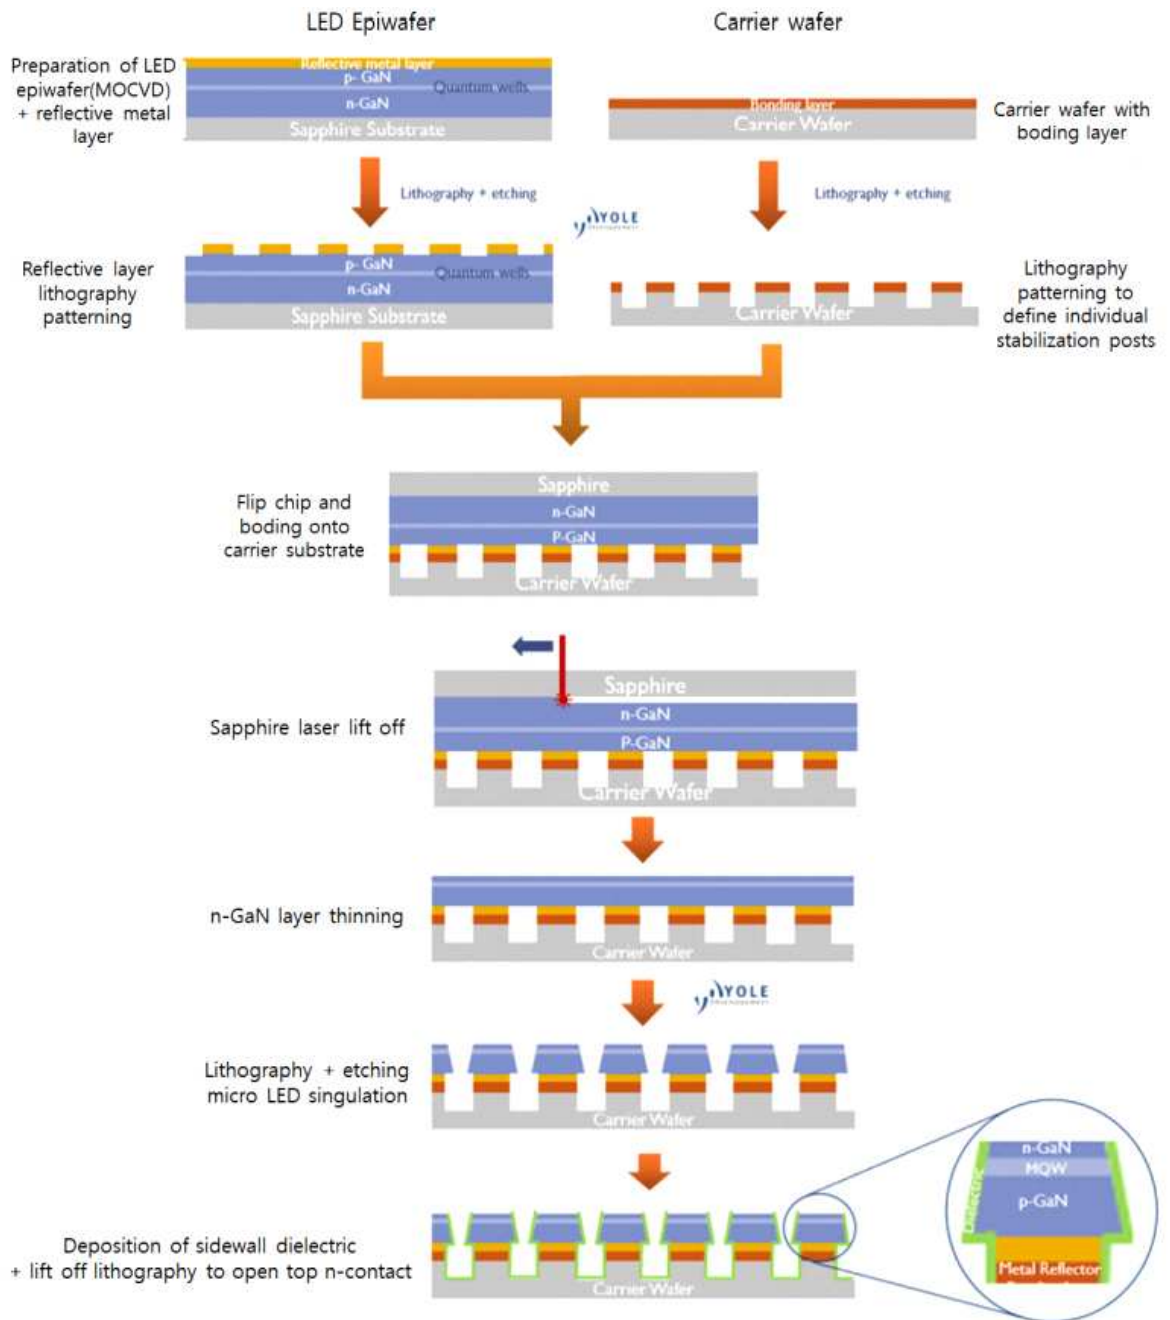 LED Epiwafer
Carrier wafer
Preparation of LED
epiwafer(MOCVD)
+ reflective metal
layer
Reflective metal layer
p- GaN
Quantum wells
n-GaN
Sapphire Substrate
Bonding layer
Carrier Wafer
Carrier wafer with
boding layer
Lithography + etching
Lithography + etching
YOLE
Reflective layer
lithography
patterning
p- GaN
Quantum wells
n-GaN
Sapphire Substrate
Carrier Wafer
Lithography
patterning to
define individual
stabilization posts
Flip chip and
boding onto
carrier substrate
Sapphire
n-GaN
P-GaN
Carrier Wafer
Sapphire laser lift off
Sapphire
n-GaN
P-GaN
Carrier Wafer
n-GaN layer thinning
Carrier Wafer
YOLE
Lithography + etching
micro LED singulation
Carrier Wafer
Deposition of sidewall dielectric
+ lift off lithography to open top n-contact
Carrier Wafer
n-GaN
MQW
p-GaN
Dielectric
Metal Reflector